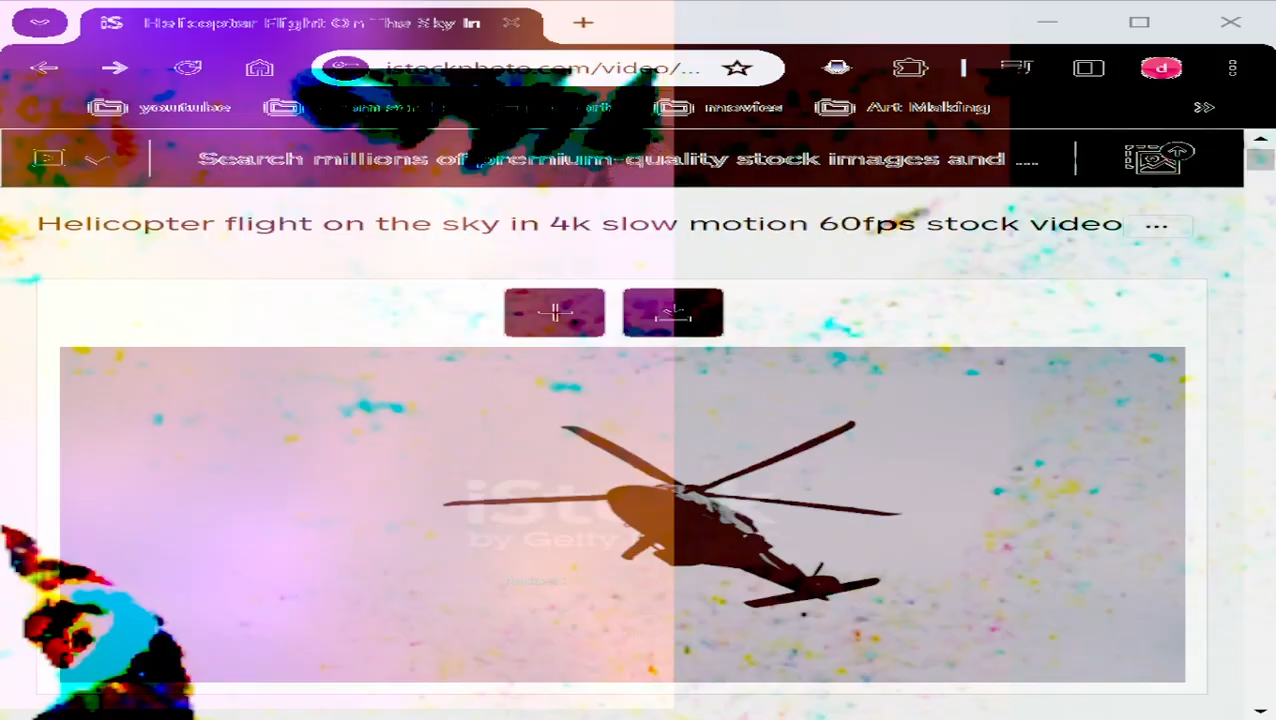 iS Helicopter Flight On The Sky In
istockphoto.com/video/...
d
youtube
movies
Art Making
Search millions of premium-quality stock images and ...
Helicopter flight on the sky in 4k slow motion 60fps stock video
...
by Getty